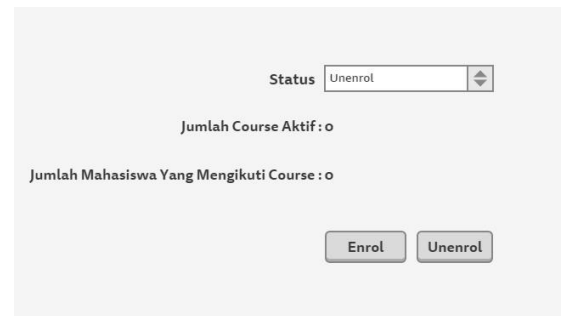 Status Unenrol
Jumlah Course Aktif : 0
Jumlah Mahasiswa Yang Mengikuti Course : 0
Enrol Unenrol